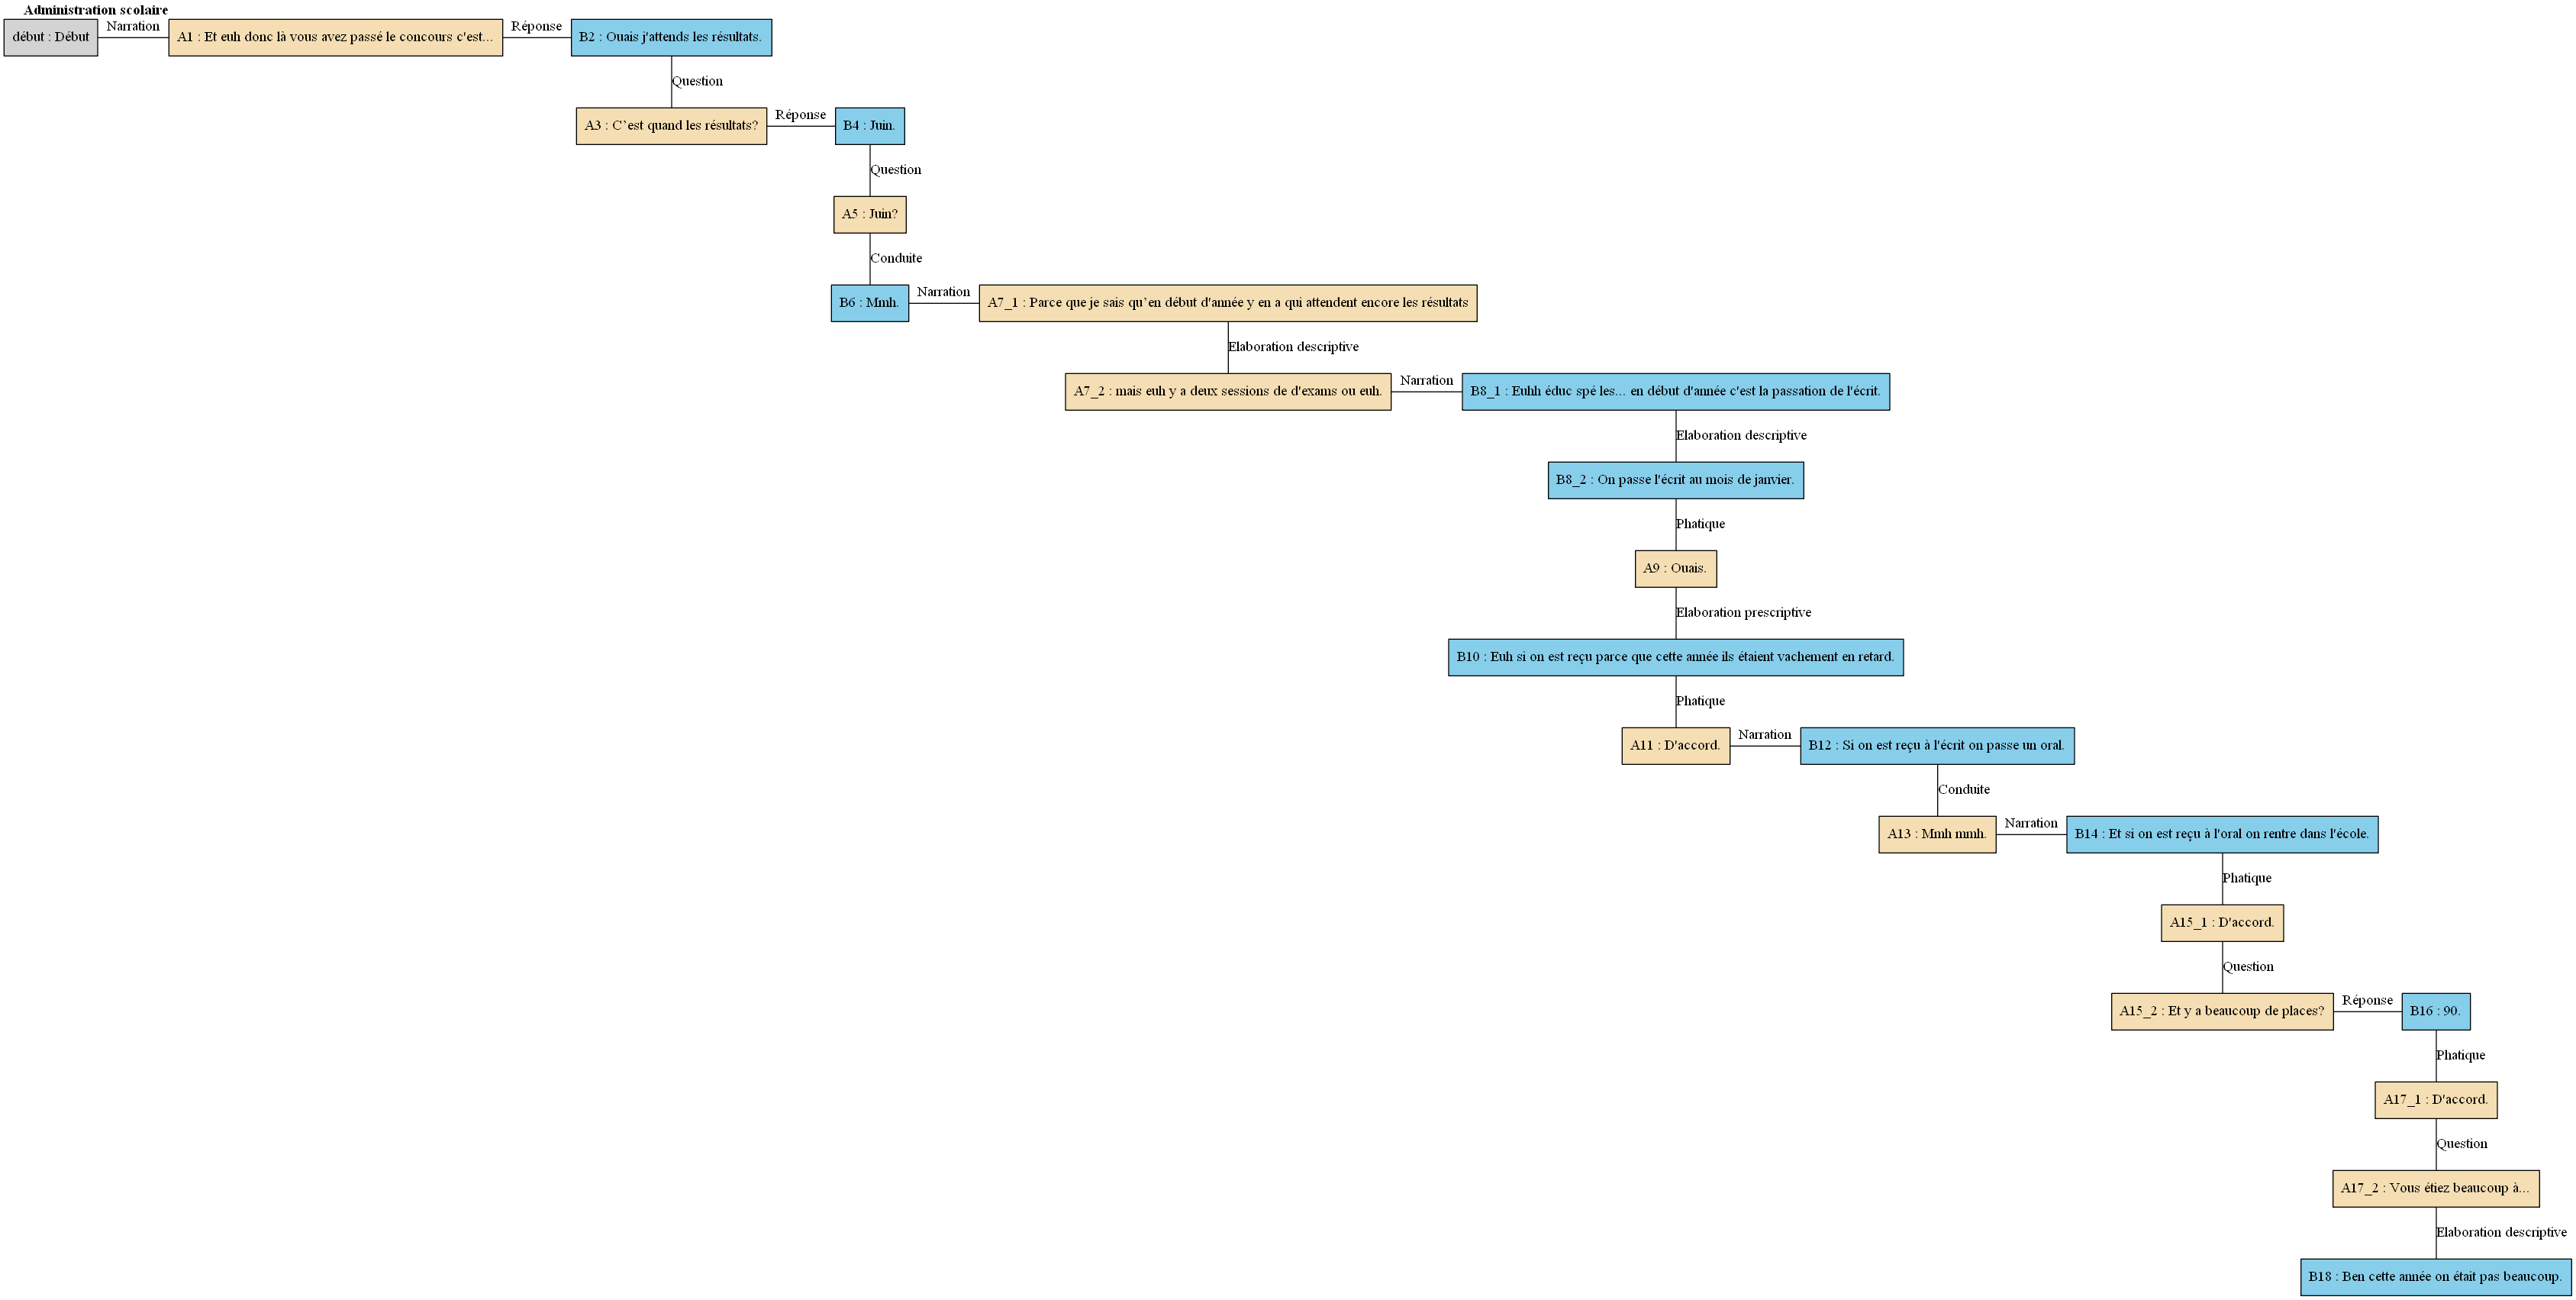 Administration scolaire
début : Début
Narration
A1 : Et euh donc là vous avez passé le concours c'est...
Réponse
B2 : Ouais j'attends les résultats.
Question
A3 : C’est quand les résultats?
Réponse
B4 : Juin.
Question
A5 : Juin?
Conduite
B6 : Mmh.
Narration
A7_1 : Parce que je sais qu’en début d'année y en a qui attendent encore les résultats
Elaboration descriptive
A7_2 : mais euh y a deux sessions de d'exams ou euh.
Narration
B8_1 : Euhh éduc spé les... en début d'année c'est la passation de l'écrit.
Elaboration descriptive
B8_2 : On passe l'écrit au mois de janvier.
Phatique
A9 : Ouais.
Elaboration prescriptive
B10 : Euh si on est reçu parce que cette année ils étaient vachement en retard.
Phatique
A11 : D'accord.
Narration
B12 : Si on est reçu à l'écrit on passe un oral.
Conduite
A13 : Mmh mmh.
Narration
B14 : Et si on est reçu à l'oral on rentre dans l'école.
Phatique
A15_1 : D'accord.
Question
A15_2 : Et y a beaucoup de places?
Réponse
B16 : 90.
Phatique
A17_1 : D'accord.
Question
A17_2 : Vous étiez beaucoup à...
Elaboration descriptive
B18 : Ben cette année on était pas beaucoup.